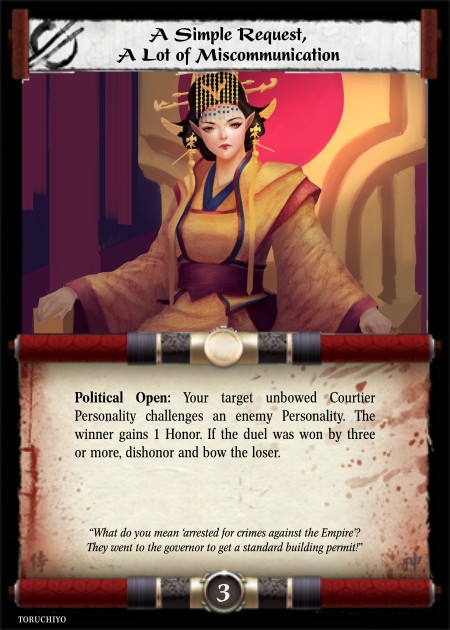 A Simple Request,
A Lot of Miscommunication
Political Open: Your target unbowed Courtier
Personality challenges an enemy Personality. The
winner gains 1 Honor. If the duel was won by three
or more, dishonor and bow the loser.
“What do you mean ‘arrested for crimes against the Empire’?
They went to the governor to get a standard building permit!”
3
TORUCHIYO